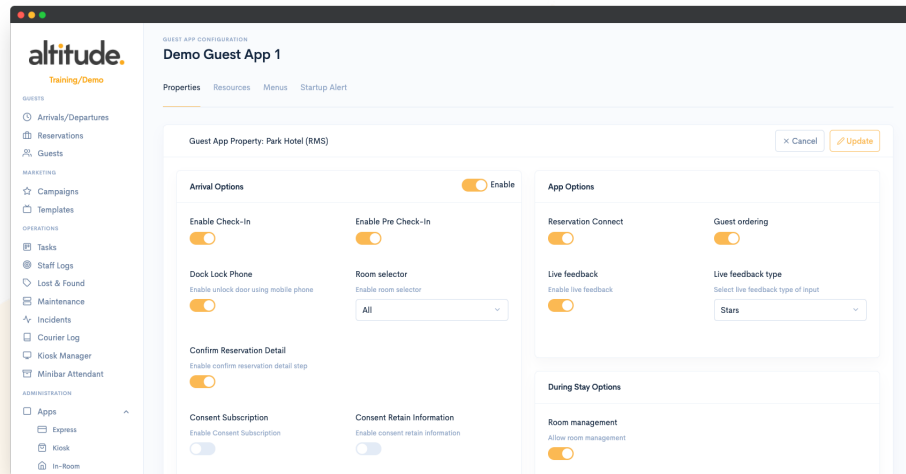 altitude.
Training/Demo
GUESTS
Arrivals/Departures
Reservations
Guests
MARKETING
Campaigns
Templates
OPERATIONS
Tasks
Staff Logs
Lost & Found
Maintenance
Incidents
Courier Log
Kiosk Manager
Minibar Attendant
ADMINISTRATION
Apps
Express
Kiosk
In-Room
GUEST APP CONFIGURATION
Demo Guest App 1
Properties Resources Menus Startup Alert
Guest App Property: Park Hotel (RMS)
× Cancel Update
Arrival Options Enable
Enable Check-In Enable Pre Check-In
Dock Lock Phone Room selector
Enable unlock door using mobile phone Enable room selector
All
Confirm Reservation Detail
Enable confirm reservation detail step
Consent Subscription Consent Retain Information
Enable Consent Subscription Enable consent retain information
App Options
Reservation Connect Guest ordering
Live feedback Live feedback type
Enable live feedback Select live feedback type of input
Stars
During Stay Options
Room management
Allow room management